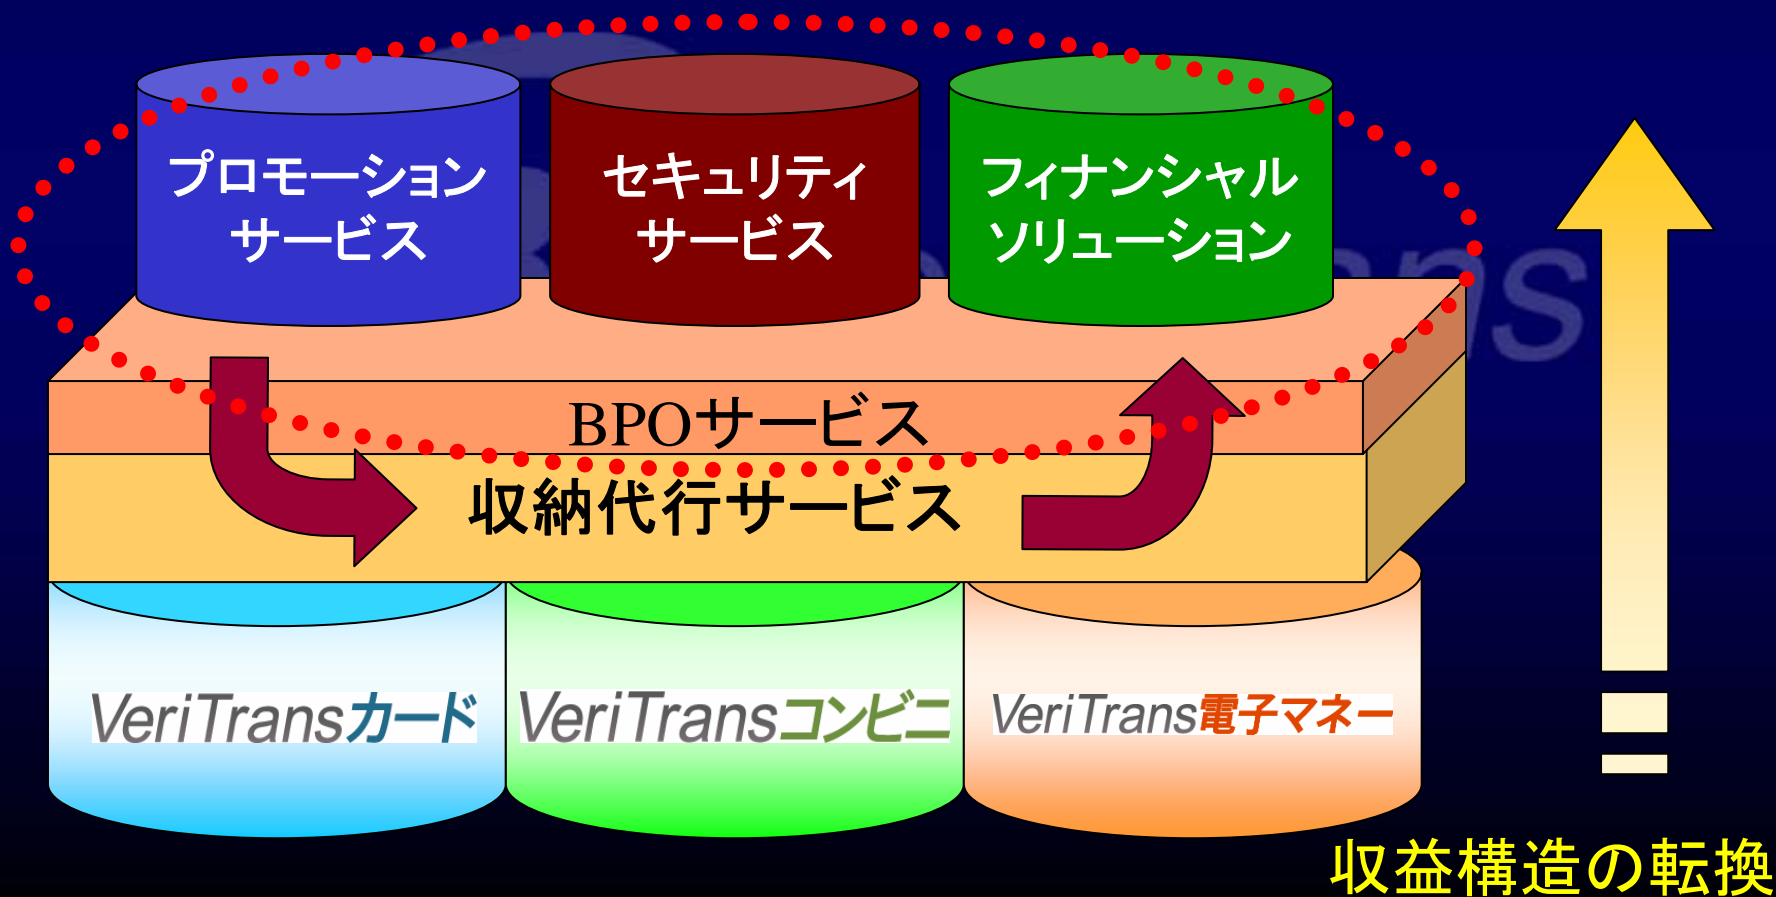 プロモーション
サービス
セキュリティ
サービス
フィナンシャル
ソリューション
BPOサービス
収納代行サービス
VeriTransカード
VeriTransコンビニ
VeriTrans電子マネー
収益構造の転換